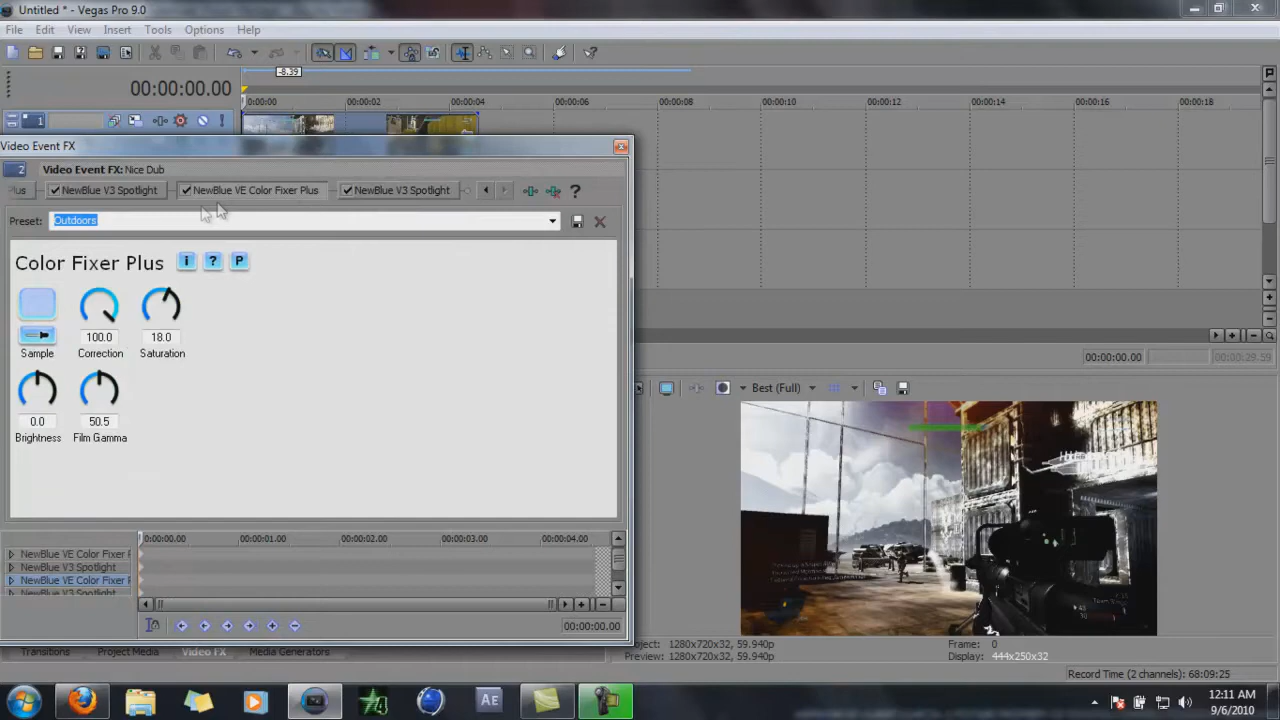 Untitled * - Vegas Pro 9.0
File Edit View Insert Tools Options Help
-8.39
00:00:00.00
0:00:00 00:00:02 00:00:04 00:00:06 00:00:08 00:00:10 00:00:12 00:00:14 00:00:16 00:00:18
1
Video Event FX
2 Video Event FX: Nice Dub
Plus NewBlue V3 Spotlight NewBlue VE Color Fixer Plus NewBlue V3 Spotlight
Preset: Outdoors
Color Fixer Plus i ? P
100.0 18.0
Sample Correction Saturation
0.0 50.5
Brightness Film Gamma
00:00:00.00 00:00:01.00 00:00:02.00 00:00:03.00 00:00:04.00
NewBlue VE Color Fixer F
NewBlue V3 Spotlight
NewBlue VE Color Fixer F
NewBlue V3 Spotlight
00:00:00.00
00:00:00.00 00:00:29.59
Best (Full)
Project: 1280x720x32, 59.940p Frame: 0
Preview: 1280x720x32, 59.940p Display: 444x250x32
Transitions Project Media Video FX Media Generators
Record Time (2 channels): 68:09:25
AE
12:11 AM
9/6/2010